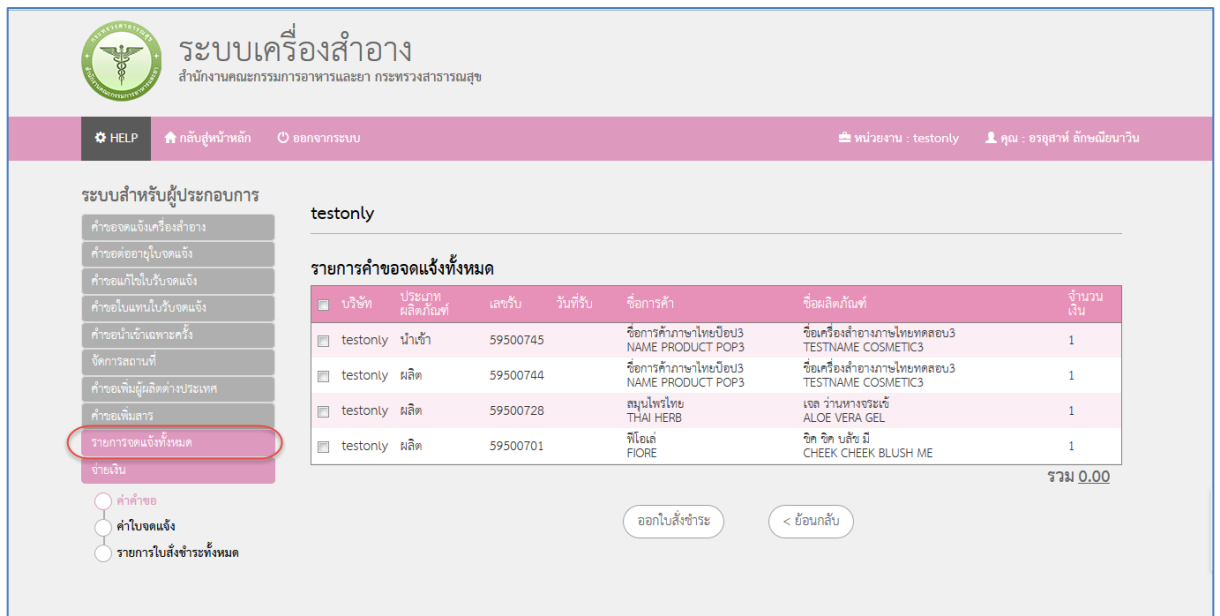 ระบบเครื่องสำอาง
สำนักงานคณะกรรมการอาหารและยา กระทรวงสาธารณสุข
HELP กลับสู่หน้าหลัก ออกจากระบบ หน่วยงาน : testonly คุณ : อรอุสาห์ ลักษณียนาวิน
ระบบสำหรับผู้ประกอบการ
คำขอจดแจ้งเครื่องสำอาง
คำขอต่ออายุใบจดแจ้ง
คำขอแก้ไขใบรับจดแจ้ง
คำขอใบแทนใบรับจดแจ้ง
คำขอนำเข้าเฉพาะครั้ง
จัดการสถานที่
คำขอเพิ่มผู้ผลิตต่างประเทศ
คำขอเพิ่มสาร
รายการจดแจ้งทั้งหมด
จ่ายเงิน
ค่าคำขอ
ค่าใบจดแจ้ง
รายการใบสั่งชำระทั้งหมด
testonly
รายการคำขอจดแจ้งทั้งหมด
บริษัท ประเภท ผลิตภัณฑ์ เลขรับ วันที่รับ ชื่อการค้า ชื่อผลิตภัณฑ์ จำนวน เงิน
testonly นำเข้า 59500745 ชื่อการค้าภาษาไทยป๊อป3 ชื่อเครื่องสำอางภาษาไทยทดสอบ3 1
NAME PRODUCT POP3 TESTNAME COSMETIC3
testonly ผลิต 59500744 ชื่อการค้าภาษาไทยป๊อป3 ชื่อเครื่องสำอางภาษาไทยทดสอบ3 1
NAME PRODUCT POP3 TESTNAME COSMETIC3
testonly ผลิต 59500728 สมุนไพรไทย เจล ว่านหางจระเข้ 1
THAI HERB ALOE VERA GEL
testonly ผลิต 59500701 ฟิโอเล่ ชิค ชิค บลัช มี 1
FIORE CHEEK CHEEK BLUSH ME
รวม 0.00
ออกใบสั่งชำระ < ย้อนกลับ